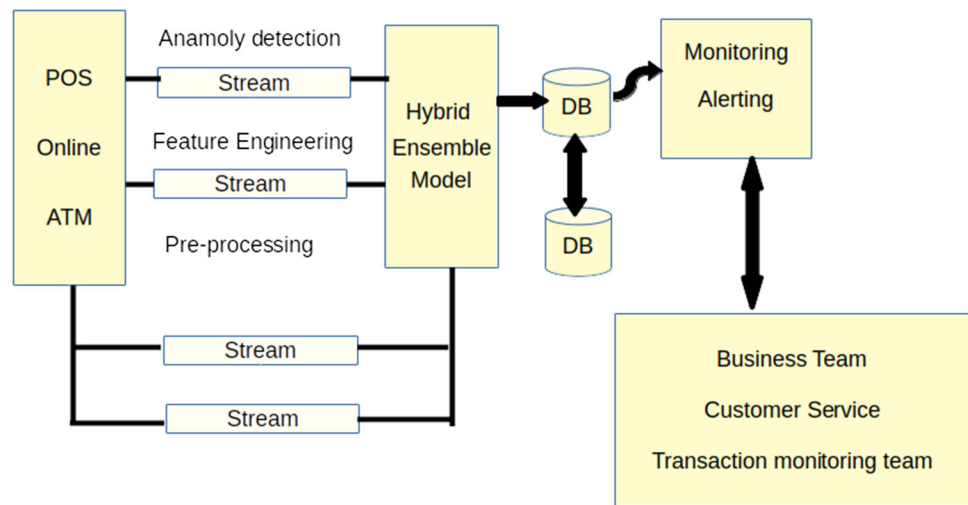 POS
Online
ATM
Anamoly detection
Stream
Feature Engineering
Stream
Pre-processing
Stream
Stream
Hybrid
Ensemble
Model
DB
DB
Monitoring
Alerting
Business Team
Customer Service
Transaction monitoring team